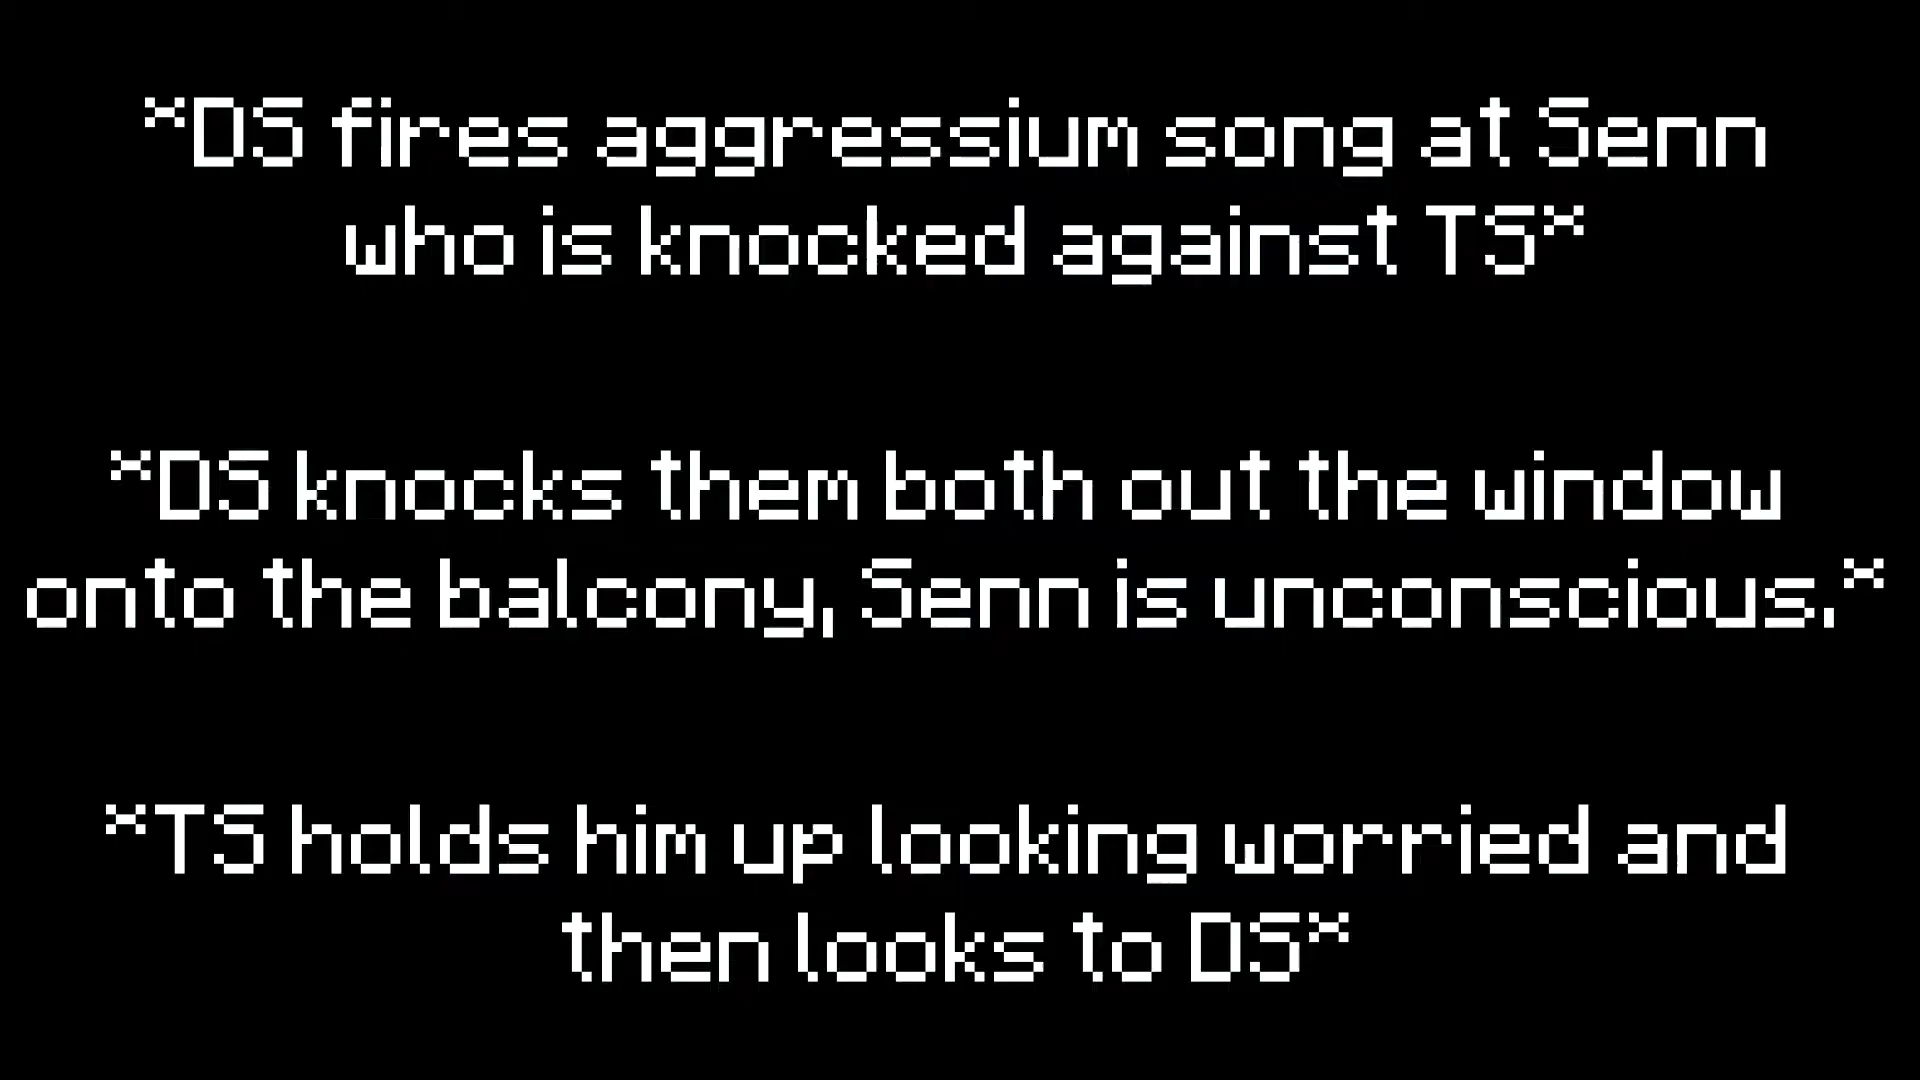 *DS fires aggressium song at Senn
who is knocked against TS*
*DS knocks them both out the window
onto the balcony, Senn is unconscious.*
*TS holds him up looking worried and
then looks to DS*